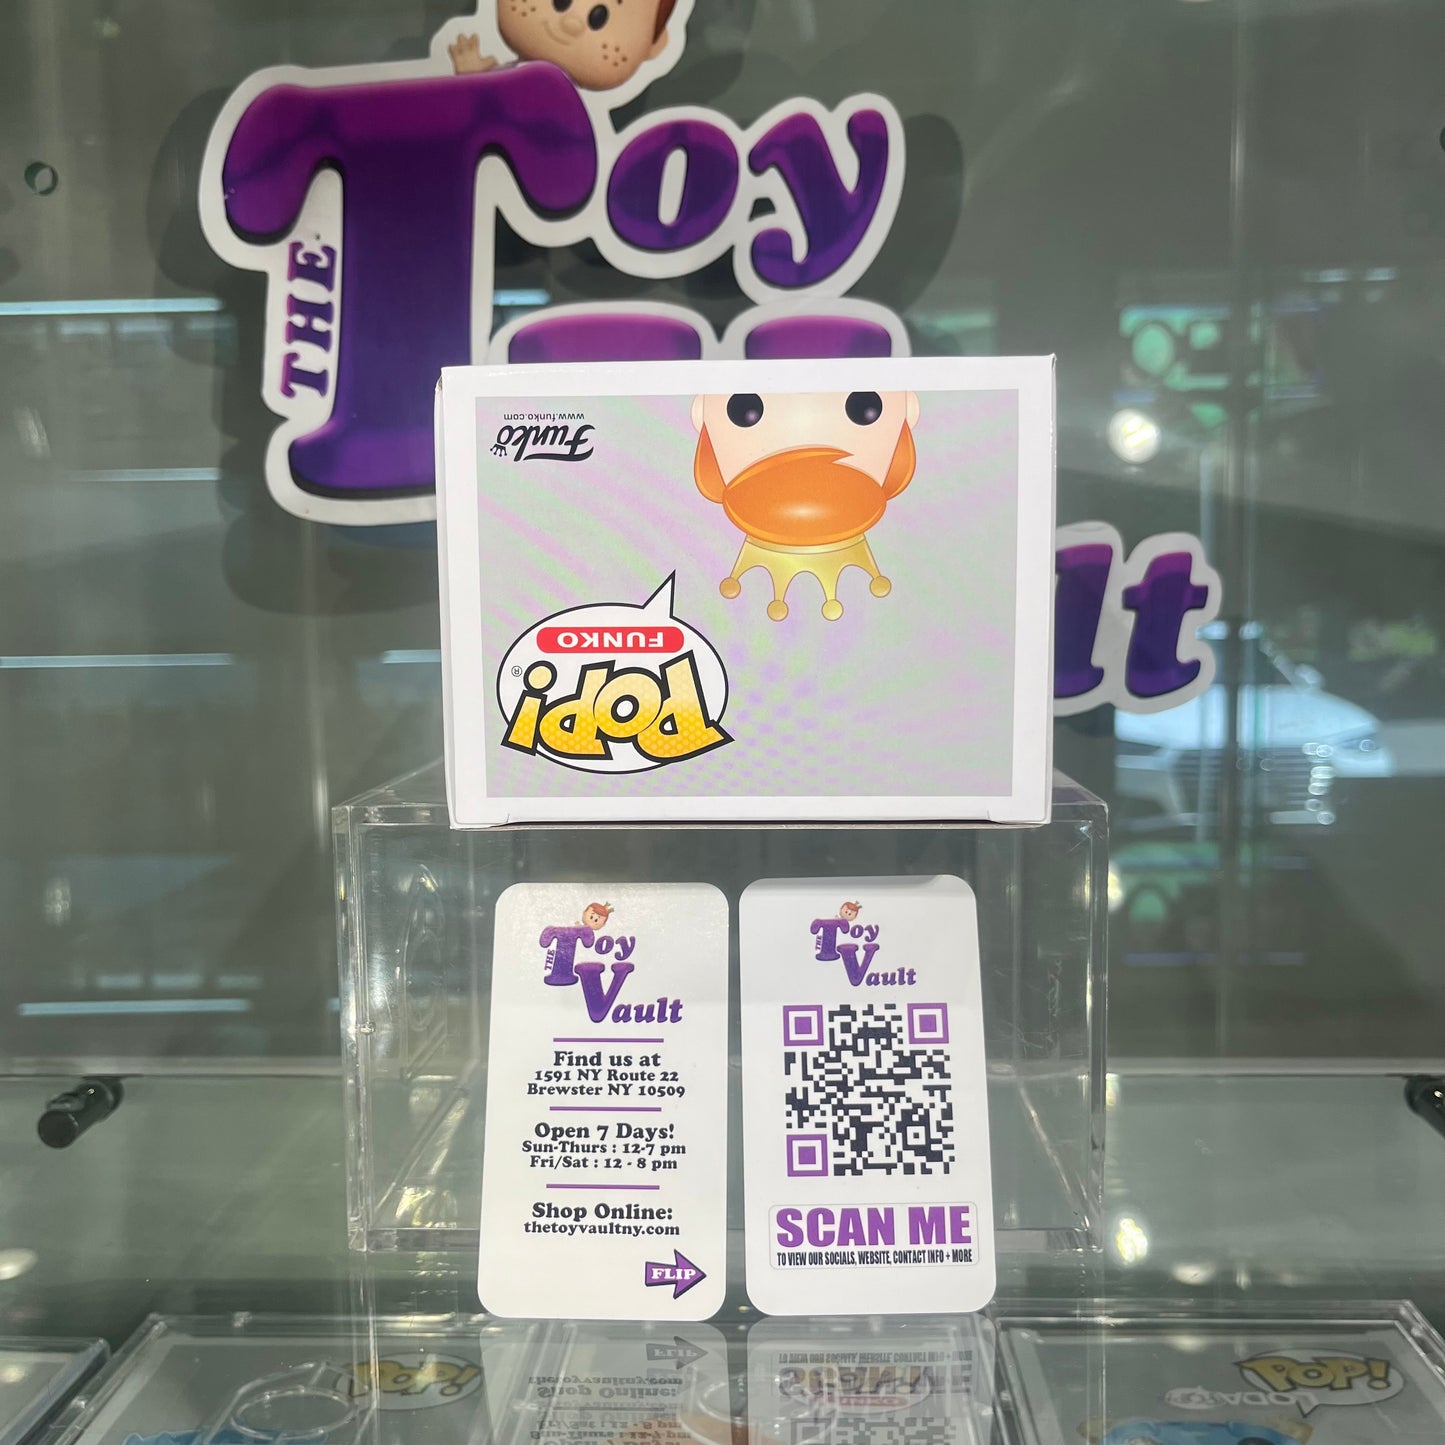 THE Toy
www.funko.com
Funko
FUNKO
POP!
®
THE Toy
Vault
Find us at
1591 NY Route 22
Brewster NY 10509
Open 7 Days!
Sun-Thurs : 12-7 pm
Fri/Sat : 12 - 8 pm
Shop Online:
thetoyvaultny.com
FLIP
THE Toy
Vault
SCAN ME
TO VIEW OUR SOCIALS, WEBSITE, CONTACT INFO + MORE
POP!
POP!